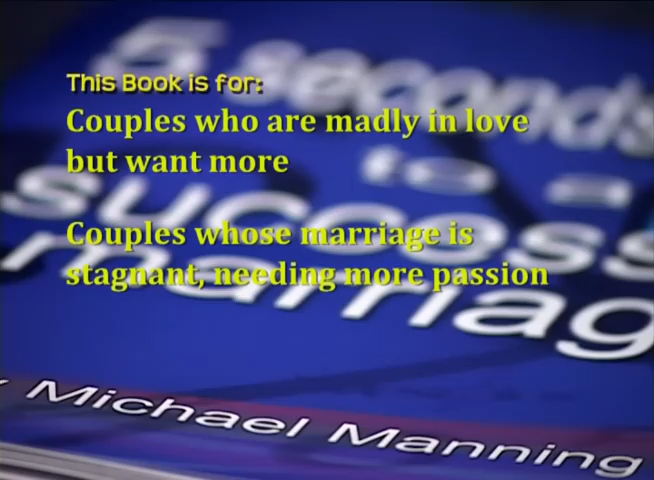 This Book is for:
Couples who are madly in love
but want more
Couples whose marriage is
stagnant, needing more passion
5 seconds
to a
success
marriag
Michael Manning